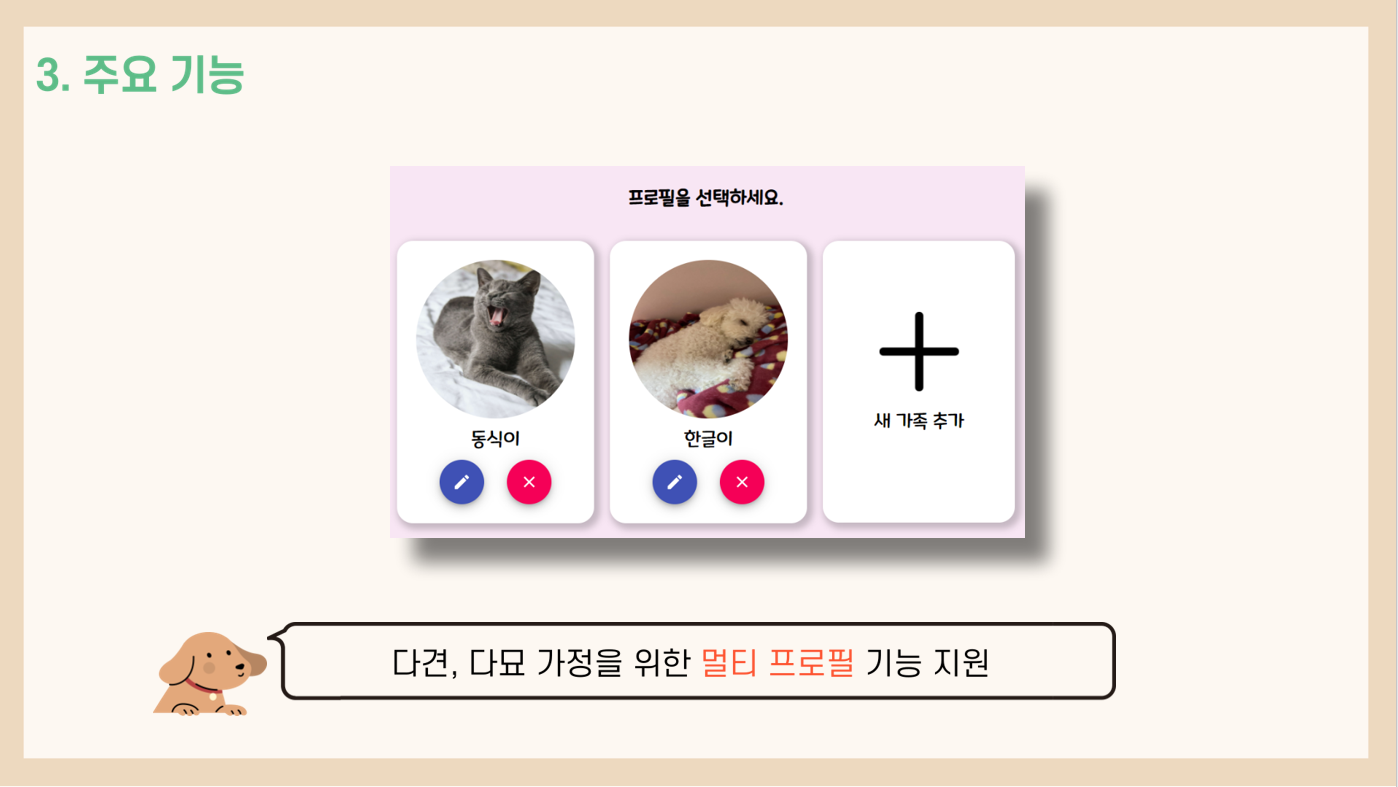 3. 주요 기능
프로필을 선택하세요.
동식이
한글이
새 가족 추가
다견, 다묘 가정을 위한 멀티 프로필 기능 지원